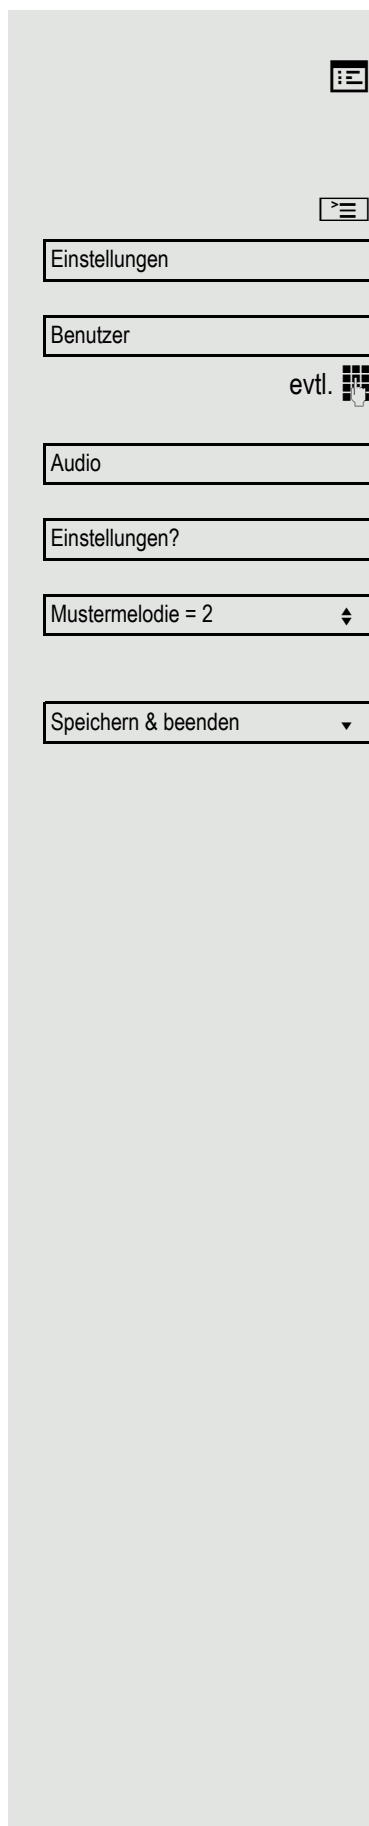 Einstellungen
Benutzer
evtl.
Audio
Einstellungen?
Mustermelodie = 2
Speichern & beenden